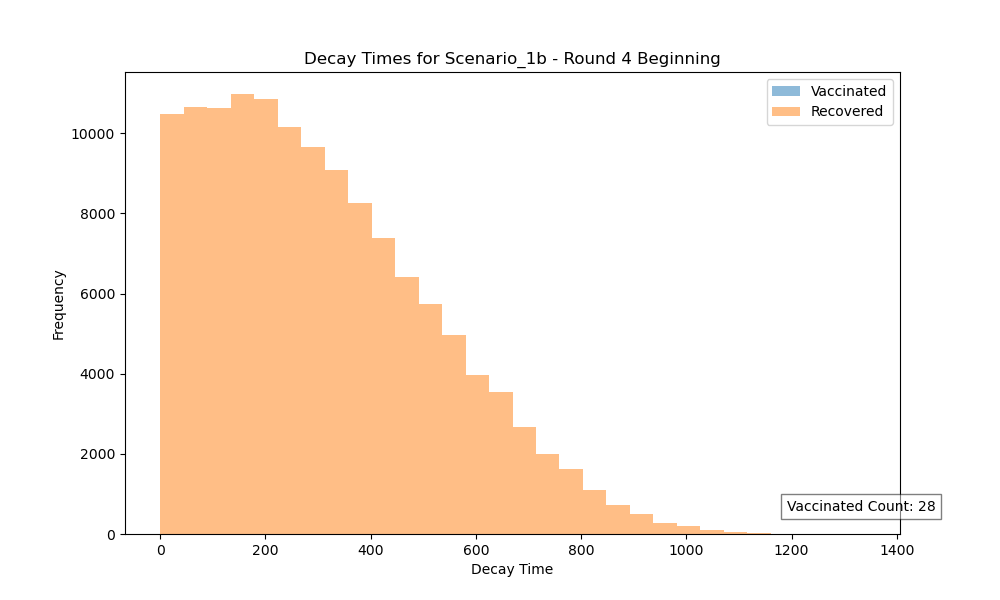 Decay Times for Scenario_1b - Round 4 Beginning
Vaccinated
Recovered
10000
8000
6000
4000
2000
0
Frequency
Vaccinated Count: 28
0
200
400
600
800
1000
1200
1400
Decay Time